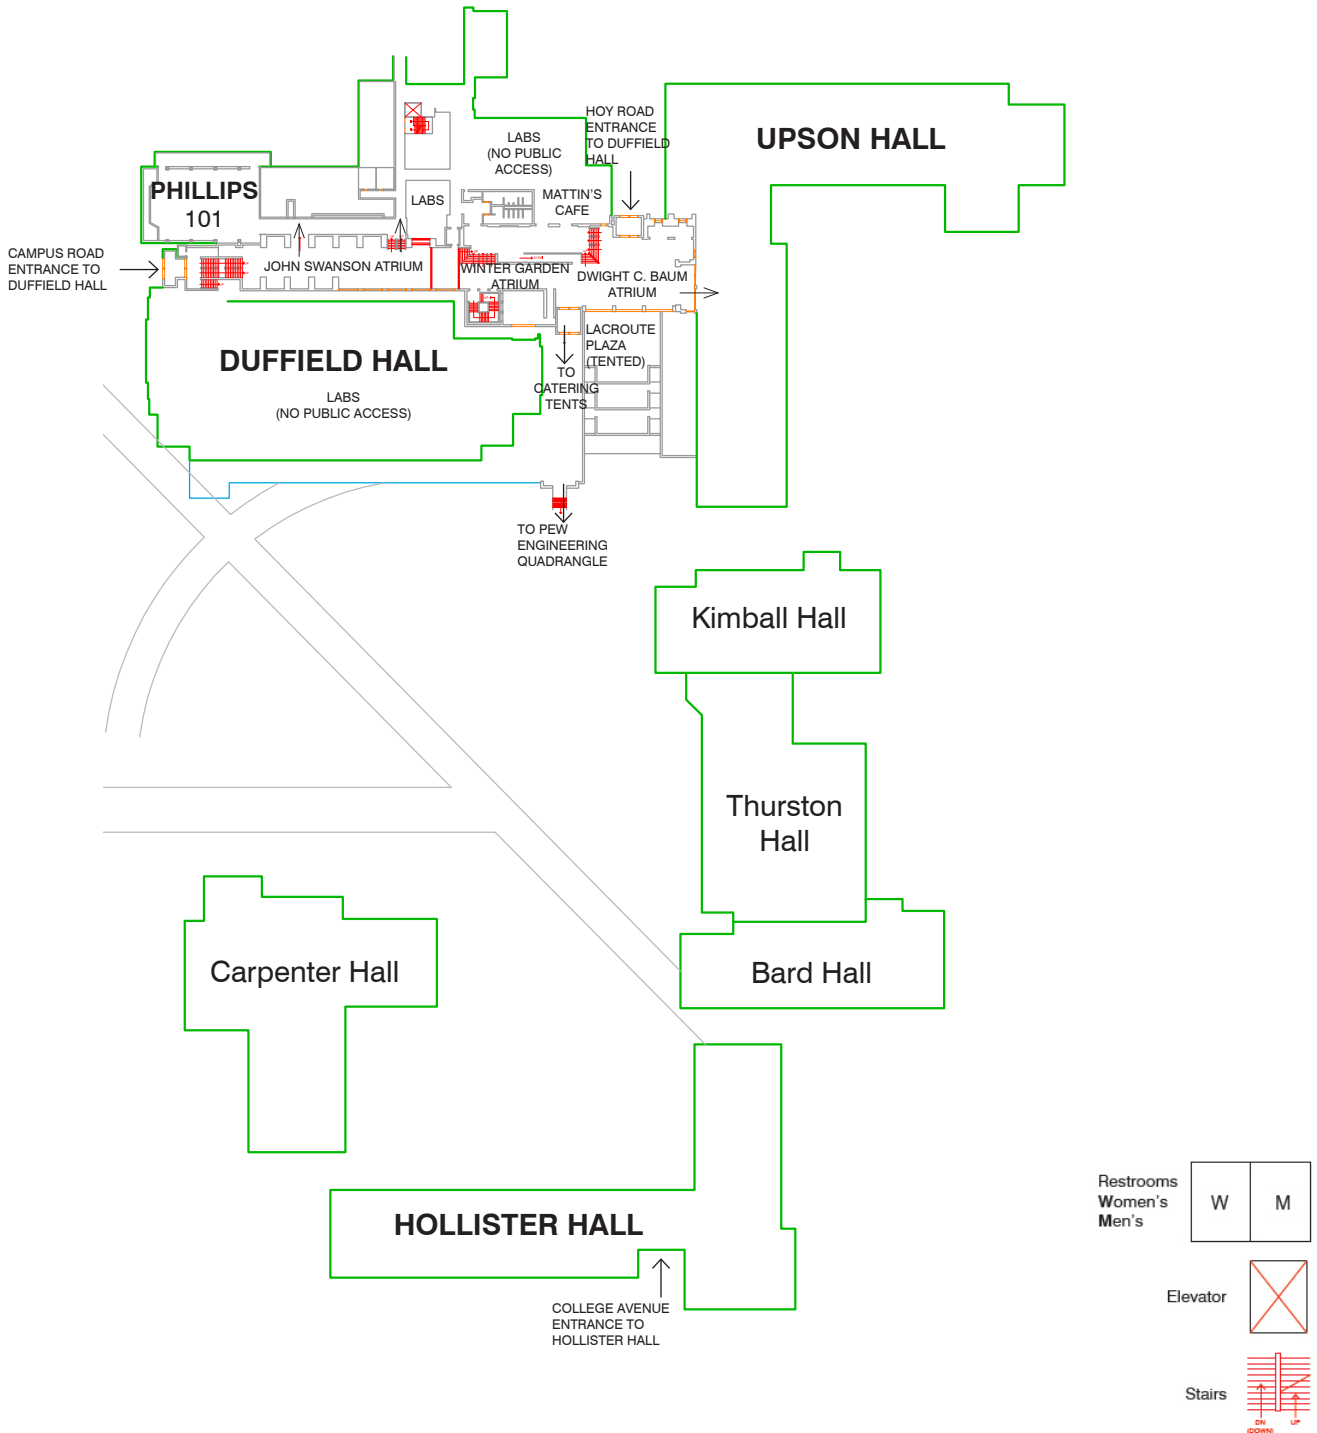 HOY ROAD
ENTRANCE
TO DUFFIELD
HALL
UPSON HALL
LABS
(NO PUBLIC
ACCESS)
PHILLIPS
101
LABS
MATTIN'S
CAFE
CAMPUS ROAD
ENTRANCE TO
DUFFIELD HALL
JOHN SWANSON ATRIUM
WINTER GARDEN
ATRIUM
DWIGHT C. BAUM
ATRIUM
LACROUTE
PLAZA
(TENTED)
DUFFIELD HALL
LABS
(NO PUBLIC ACCESS)
TO
CATERING
TENTS
TO PEW
ENGINEERING
QUADRANGLE
Kimball Hall
Thurston
Hall
Carpenter Hall
Bard Hall
HOLLISTER HALL
COLLEGE AVENUE
ENTRANCE TO
HOLLISTER HALL
Restrooms
Women's
Men's
W M
Elevator
Stairs
DN UP
(DOWN)